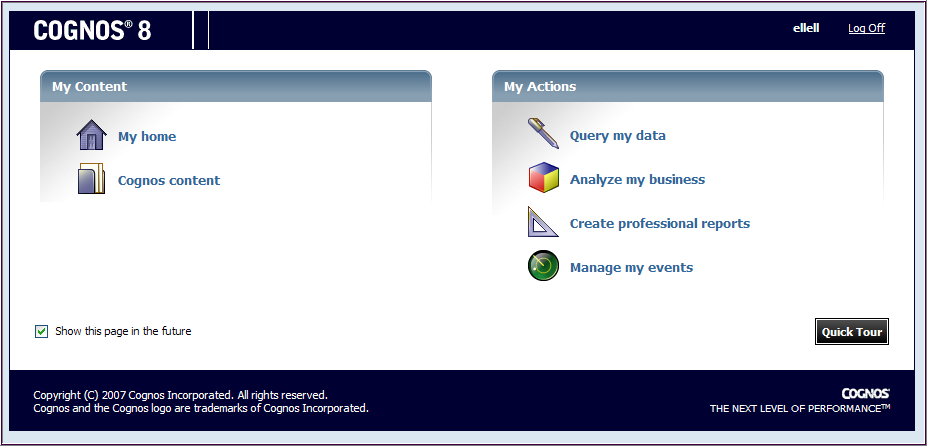 COGNOS® 8
ellell
Log Off
My Content
My home
Cognos content
My Actions
Query my data
Analyze my business
Create professional reports
Manage my events
Show this page in the future
Quick Tour
Copyright (C) 2007 Cognos Incorporated. All rights reserved.
Cognos and the Cognos logo are trademarks of Cognos Incorporated.
COGNOS®
THE NEXT LEVEL OF PERFORMANCE™